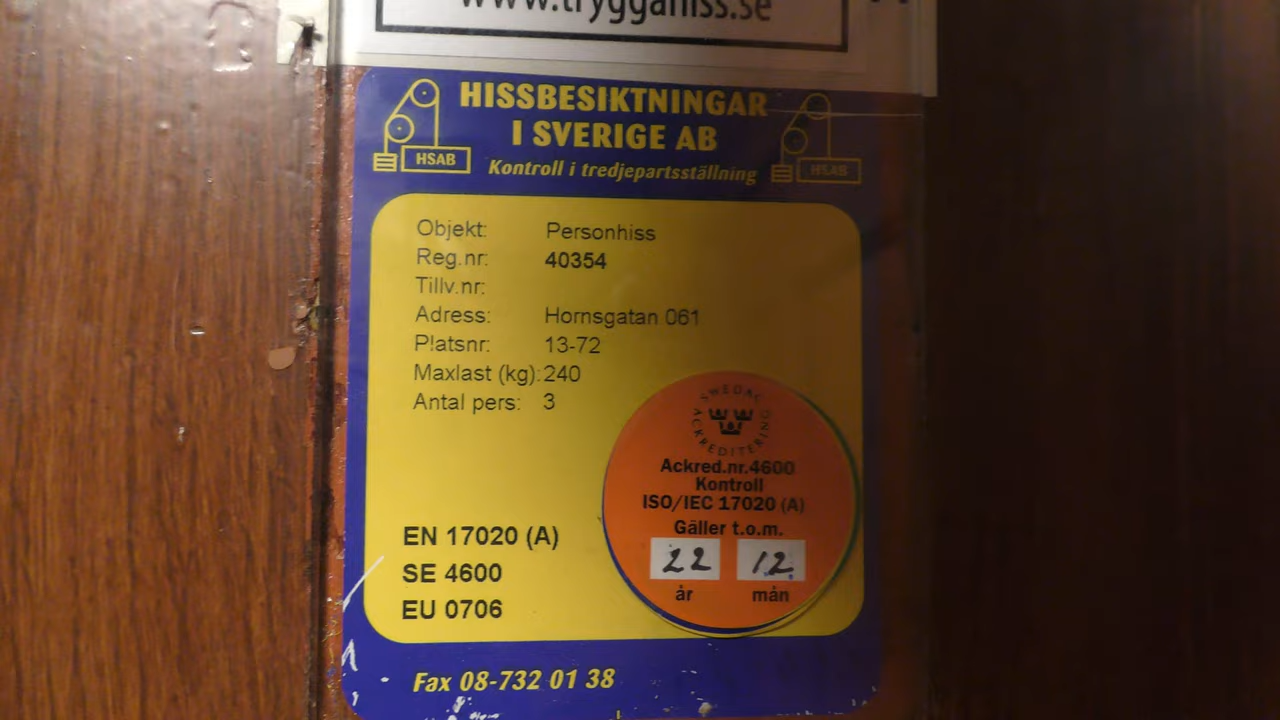 www.tryggahiss.se
HISSBESIKTNINGAR
I SVERIGE AB
HSAB
HSAB
Kontroll i tredjepartsställning
Objekt: Personhiss
Reg.nr: 40354
Tillv.nr:
Adress: Hornsgatan 061
Platsnr: 13-72
Maxlast (kg): 240
Antal pers: 3
SWEDAC
ACKREDITERING
Ackred.nr.4600
Kontroll
ISO/IEC 17020 (A)
Gäller t.o.m.
22 12
år mån
EN 17020 (A)
SE 4600
EU 0706
Fax 08-732 01 38